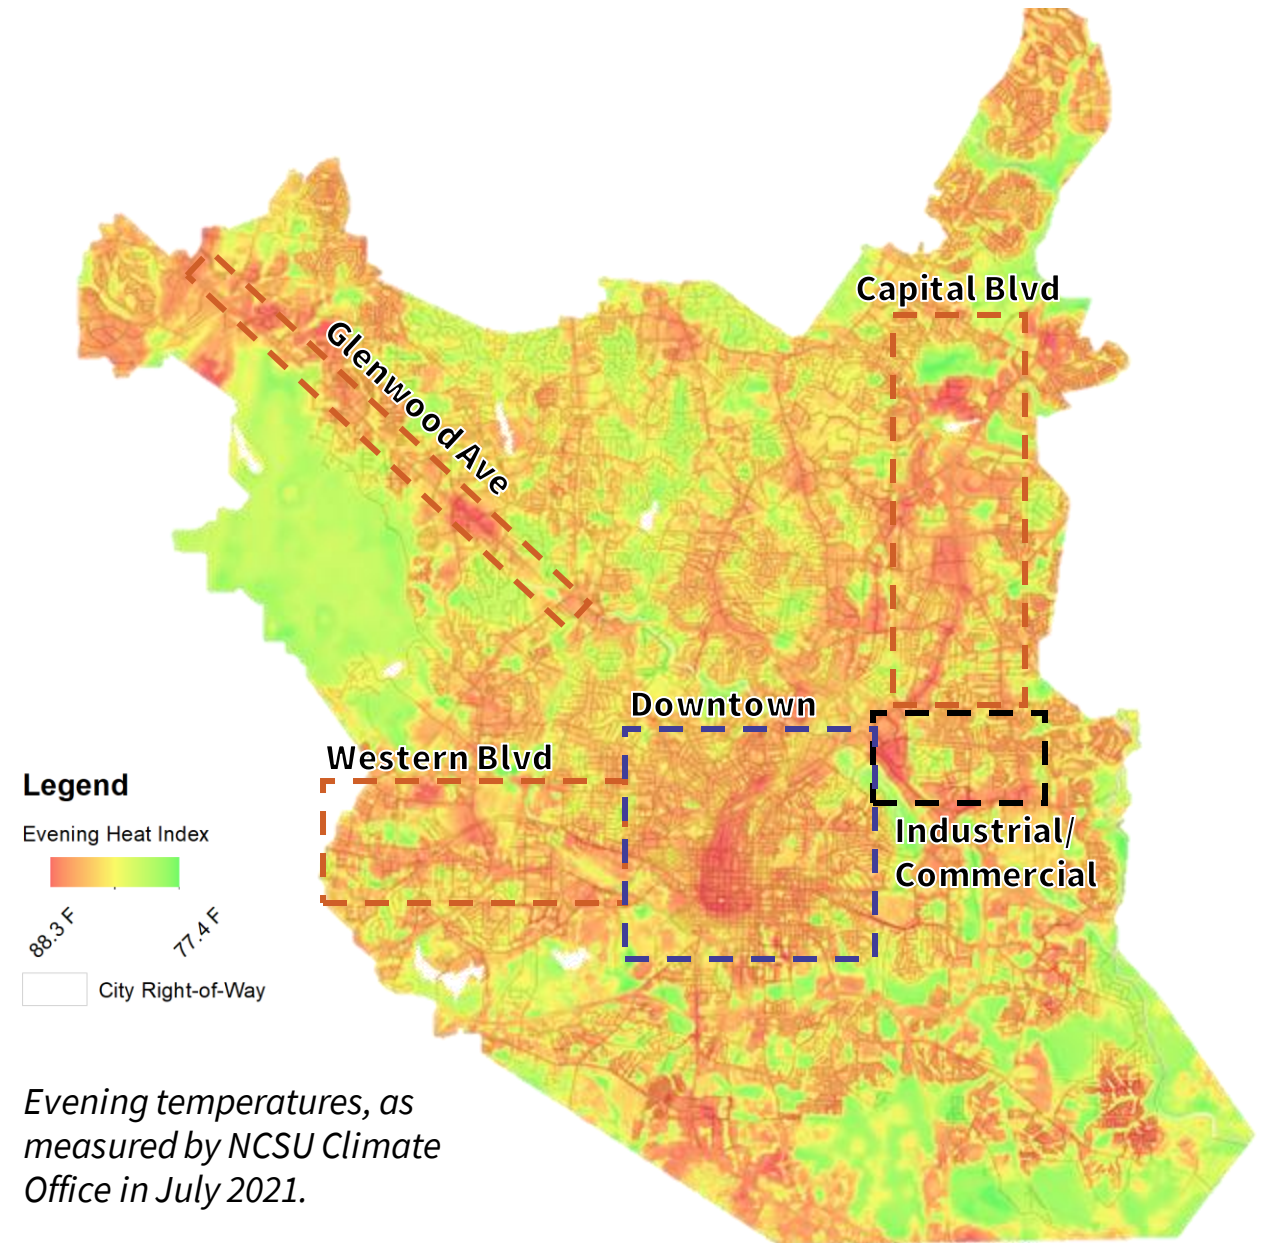 Capital Blvd
Glenwood Ave
Downtown
Western Blvd
Industrial/
Commercial
Legend
Evening Heat Index
88.3 F
77.4 F
City Right-of-Way
Evening temperatures, as
measured by NCSU Climate
Office in July 2021.